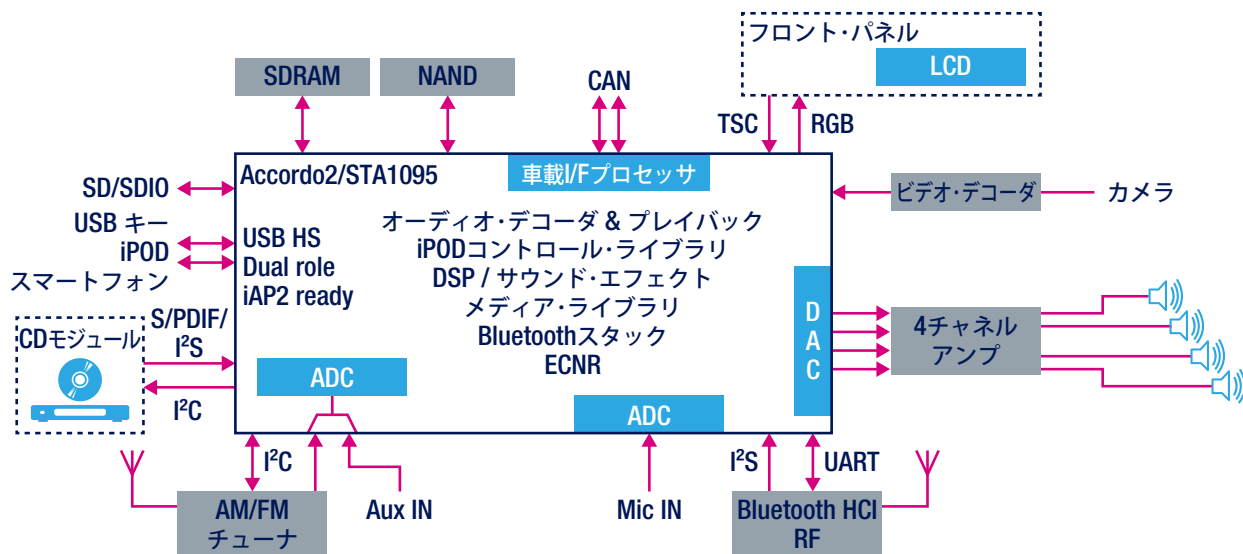 フロント・パネル
LCD
SDRAM
NAND
CAN
TSC
RGB
Accordo2/STA1095
車載I/Fプロセッサ
SD/SDIO
ビデオ・デコーダ
カメラ
USB キー
iPOD
スマートフォン
USB HS
Dual role
iAP2 ready
オーディオ・デコーダ & プレイバック
iPODコントロール・ライブラリ
DSP / サウンド・エフェクト
メディア・ライブラリ
Bluetoothスタック
ECNR
S/PDIF/
I²S
CDモジュール
I²C
ADC
ADC
D
A
C
4チャネル
アンプ
I²C
I²S
UART
AM/FM
チューナ
Aux IN
Mic IN
Bluetooth HCI
RF